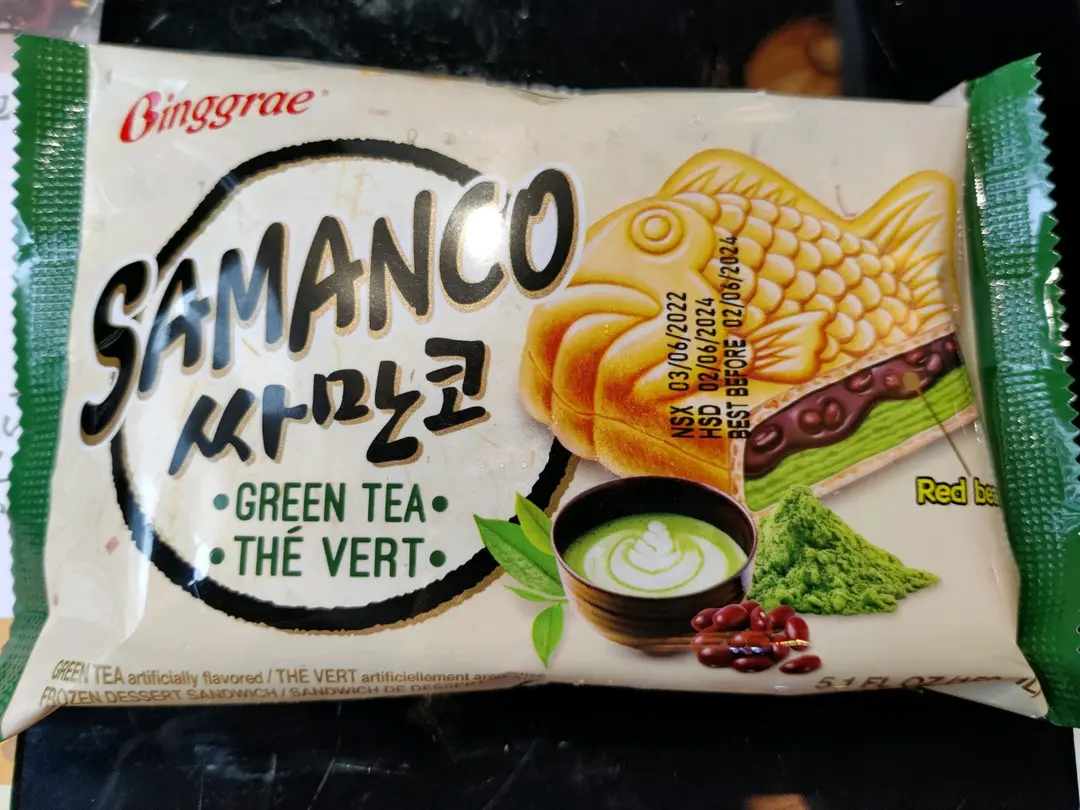 Binggrae
SAMANCO
싸만코
•GREEN TEA•
•THÉ VERT•
NSX 03/06/2022
HSD 02/06/2024
BEST BEFORE 02/06/2024
Red
GREEN TEA artificially flavored / THÉ VERT artificiellement
FROZEN DESSERT SANDWICH / SANDWICH DE
5.1 FL OZ